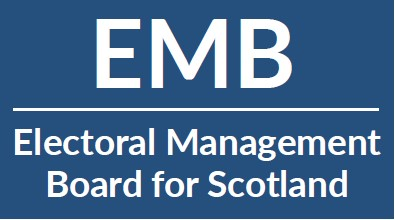 EMB
Electoral Management
Board for Scotland